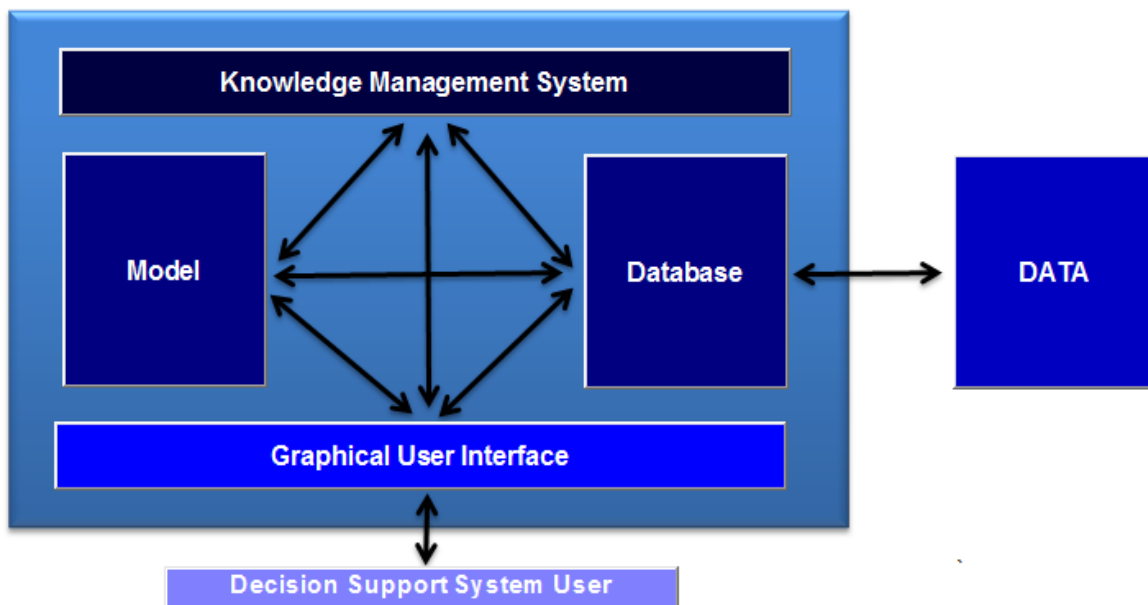 Knowledge Management System
Model
Database
DATA
Graphical User Interface
Decision Support System User